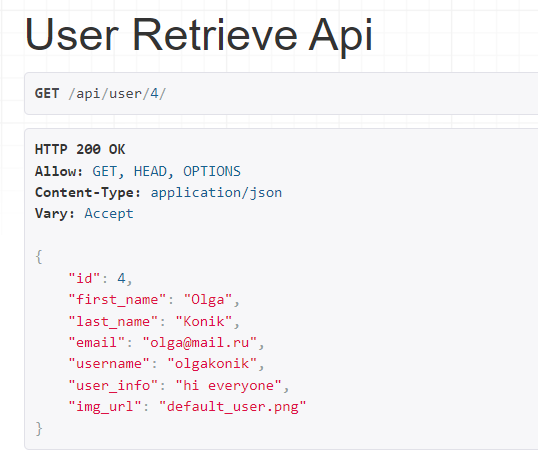 User Retrieve Api
GET /api/user/4/
HTTP 200 OK
Allow: GET, HEAD, OPTIONS
Content-Type: application/json
Vary: Accept
{
    "id": 4,
    "first_name": "Olga",
    "last_name": "Konik",
    "email": "olga@mail.ru",
    "username": "olgakonik",
    "user_info": "hi everyone",
    "img_url": "default_user.png"
}